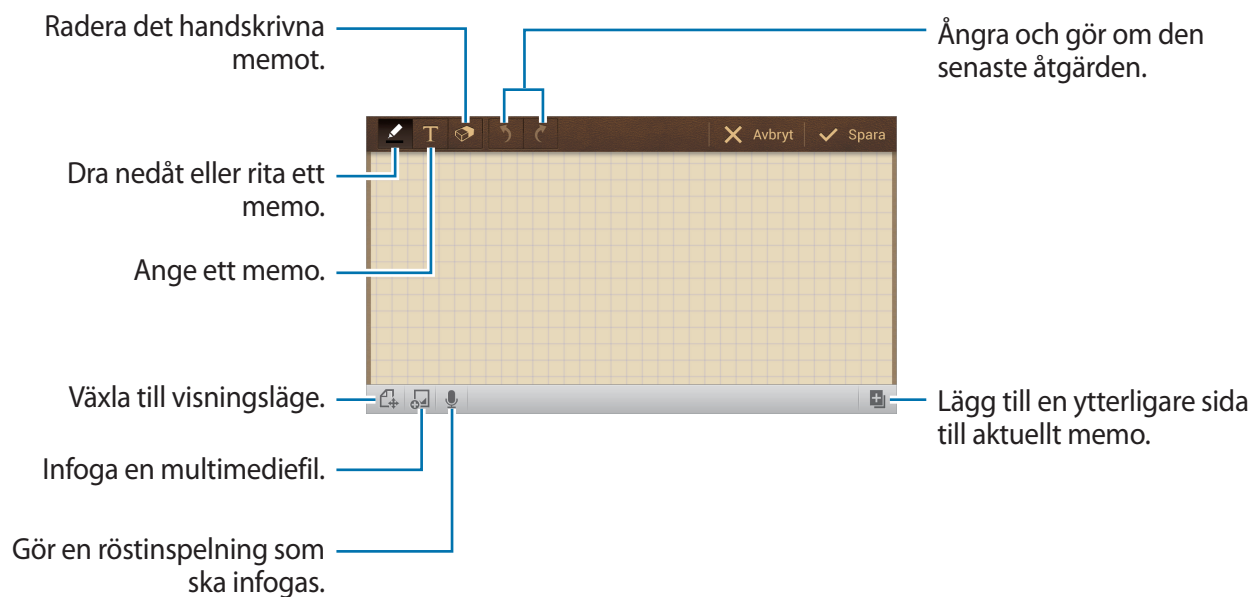 Radera det handskrivna
memot.
Ångra och gör om den
senaste åtgärden.
T
Avbryt
Spara
Dra nedåt eller rita ett
memo.
Ange ett memo.
Växla till visningsläge.
Lägg till en ytterligare sida
till aktuellt memo.
Infoga en multimediefil.
Gör en röstinspelning som
ska infogas.